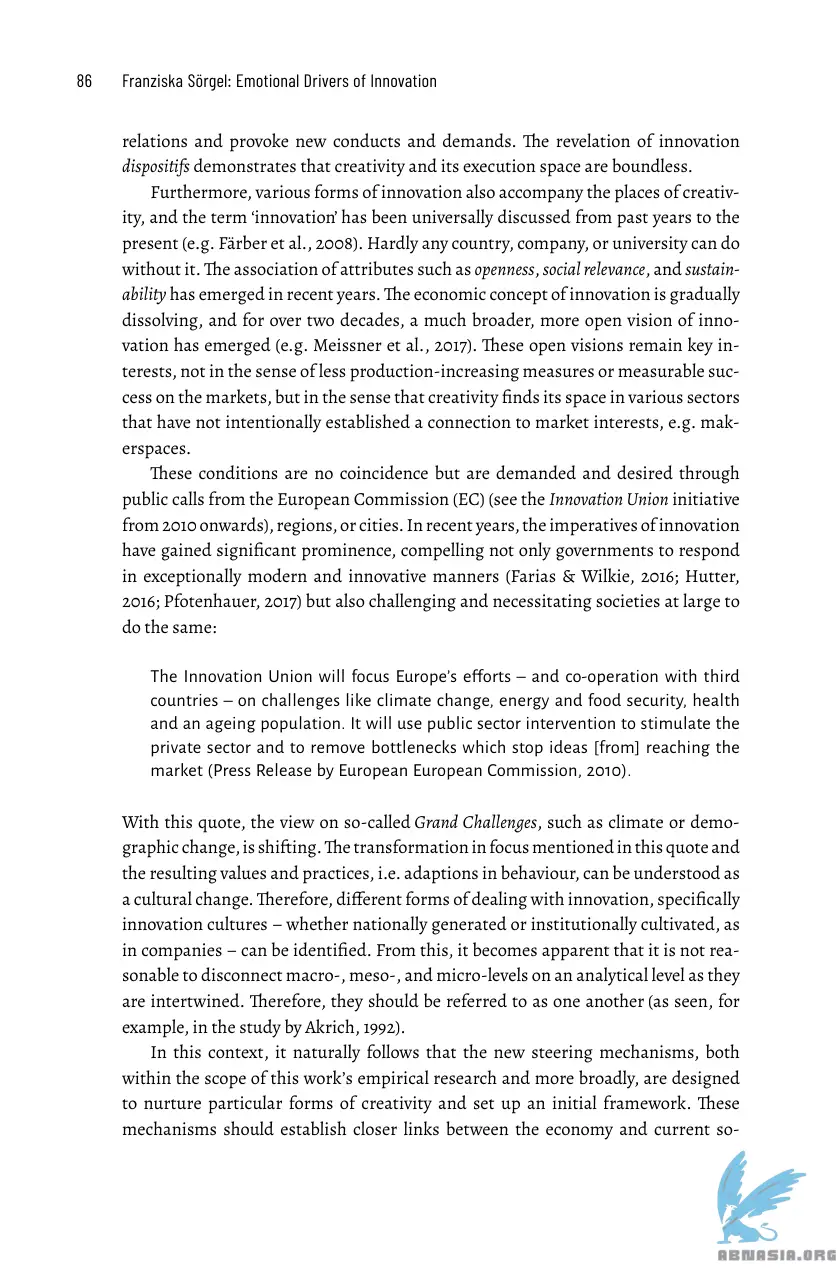 86 Franziska Sörgel: Emotional Drivers of Innovation
relations and provoke new conducts and demands. The revelation of innovation
dispositifs demonstrates that creativity and its execution space are boundless.
Furthermore, various forms of innovation also accompany the places of creativ-
ity, and the term ‘innovation’ has been universally discussed from past years to the
present (e.g. Färber et al., 2008). Hardly any country, company, or university can do
without it. The association of attributes such as openness, social relevance, and sustain-
ability has emerged in recent years. The economic concept of innovation is gradually
dissolving, and for over two decades, a much broader, more open vision of inno-
vation has emerged (e.g. Meissner et al., 2017). These open visions remain key in-
terests, not in the sense of less production-increasing measures or measurable suc-
cess on the markets, but in the sense that creativity finds its space in various sectors
that have not intentionally established a connection to market interests, e.g. mak-
erspaces.
These conditions are no coincidence but are demanded and desired through
public calls from the European Commission (EC) (see the Innovation Union initiative
from 2010 onwards), regions, or cities. In recent years, the imperatives of innovation
have gained significant prominence, compelling not only governments to respond
in exceptionally modern and innovative manners (Farias & Wilkie, 2016; Hutter,
2016; Pfotenhauer, 2017) but also challenging and necessitating societies at large to
do the same:
The Innovation Union will focus Europe’s efforts – and co-operation with third
countries – on challenges like climate change, energy and food security, health
and an ageing population. It will use public sector intervention to stimulate the
private sector and to remove bottlenecks which stop ideas [from] reaching the
market (Press Release by European European Commission, 2010).
With this quote, the view on so-called Grand Challenges, such as climate or demo-
graphic change, is shifting. The transformation in focus mentioned in this quote and
the resulting values and practices, i.e. adaptions in behaviour, can be understood as
a cultural change. Therefore, different forms of dealing with innovation, specifically
innovation cultures – whether nationally generated or institutionally cultivated, as
in companies – can be identified. From this, it becomes apparent that it is not rea-
sonable to disconnect macro-, meso-, and micro-levels on an analytical level as they
are intertwined. Therefore, they should be referred to as one another (as seen, for
example, in the study by Akrich, 1992).
In this context, it naturally follows that the new steering mechanisms, both
within the scope of this work’s empirical research and more broadly, are designed
to nurture particular forms of creativity and set up an initial framework. These
mechanisms should establish closer links between the economy and current so-
ABNASIA.ORG